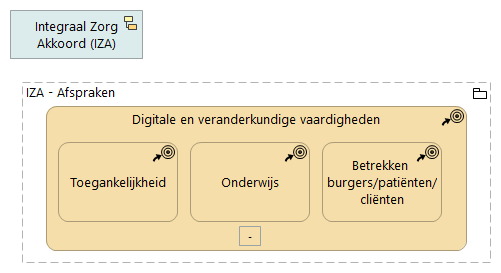 Integraal Zorg
Akkoord (IZA)
IZA - Afspraken
Digitale en veranderkundige vaardigheden
Toegankelijkheid
Onderwijs
Betrekken
burgers/patiënten/
cliënten
-